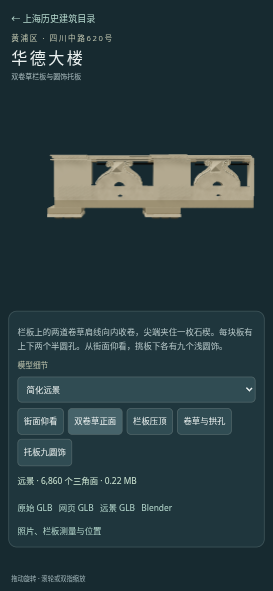 ← 上海历史建筑目录
黄浦区 · 四川中路620号
华德大楼
双卷草栏板与圆饰托板
栏板上的两道卷草肩线向内收卷，尖端夹住一枚石楔。每块板有
上下两个半圆孔。从街面仰看，挑板下各有九个浅圆饰。
模型细节
简化远景
街面仰看 双卷草正面 栏板压顶 卷草与拱孔
托板九圆饰
远景 · 6,860 个三角面 · 0.22 MB
原始 GLB 网页 GLB 远景 GLB Blender
照片、栏板测量与位置
拖动旋转 · 滚轮或双指缩放